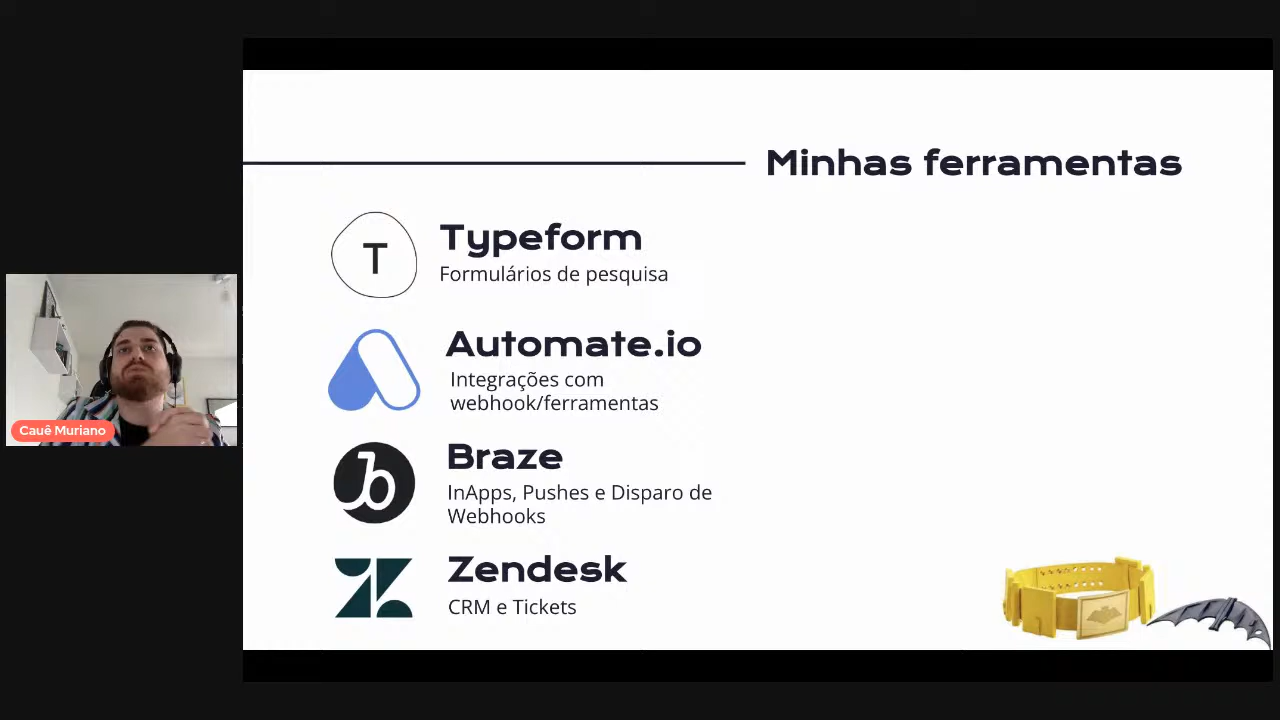 Minhas ferramentas
T
Typeform
Formulários de pesquisa
Automate.io
Integrações com
webhook/ferramentas
b
Braze
InApps, Pushes e Disparo de
Webhooks
Zendesk
CRM e Tickets
Cauê Muriano